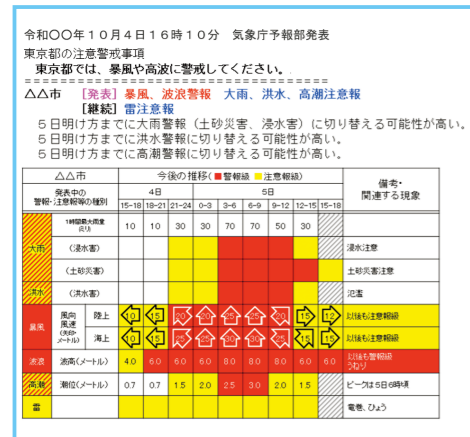 令和〇〇年１０月４日１６時１０分　気象庁予報部発表
東京都の注意警戒事項
東京都では、暴風や高波に警戒してください。
==============================================
△△市　[発表] 暴風、波浪警報　大雨、洪水、高潮注意報
[継続] 雷注意報
５日明け方までに大雨警報（土砂災害、浸水害）に切り替える可能性が高い。
５日明け方までに洪水警報に切り替える可能性が高い。
５日明け方までに高潮警報に切り替える可能性が高い。
△△市　今後の推移(■警報級 ■注意報級)　備考・関連する現象
発表中の警報・注意報等の種別　4日　5日
15-18 18-21 21-24 0-3 3-6 6-9 9-12 12-15 15-18
大雨　1時間最大雨量(ミリ)　10 10 30 30 70 70 50 30
（浸水害）　浸水注意
（土砂災害）　土砂災害注意
洪水　（洪水害）　氾濫
暴風　風向風速(矢印・メートル)　陸上　10 15 20 20 25 25 20 15 12　以後も注意報級
海上　10 15 25 25 30 30 25 15 15　以後も注意報級
波浪　波高(メートル)　4.0 6.0 6.0 6.0 8.0 8.0 8.0 6.0 6.0　以後も警報級 うねり
高潮　潮位(メートル)　0.7 0.7 1.5 2.0 2.5 3.0 2.0 1.5　ピークは5日6時頃
雷　竜巻、ひょう